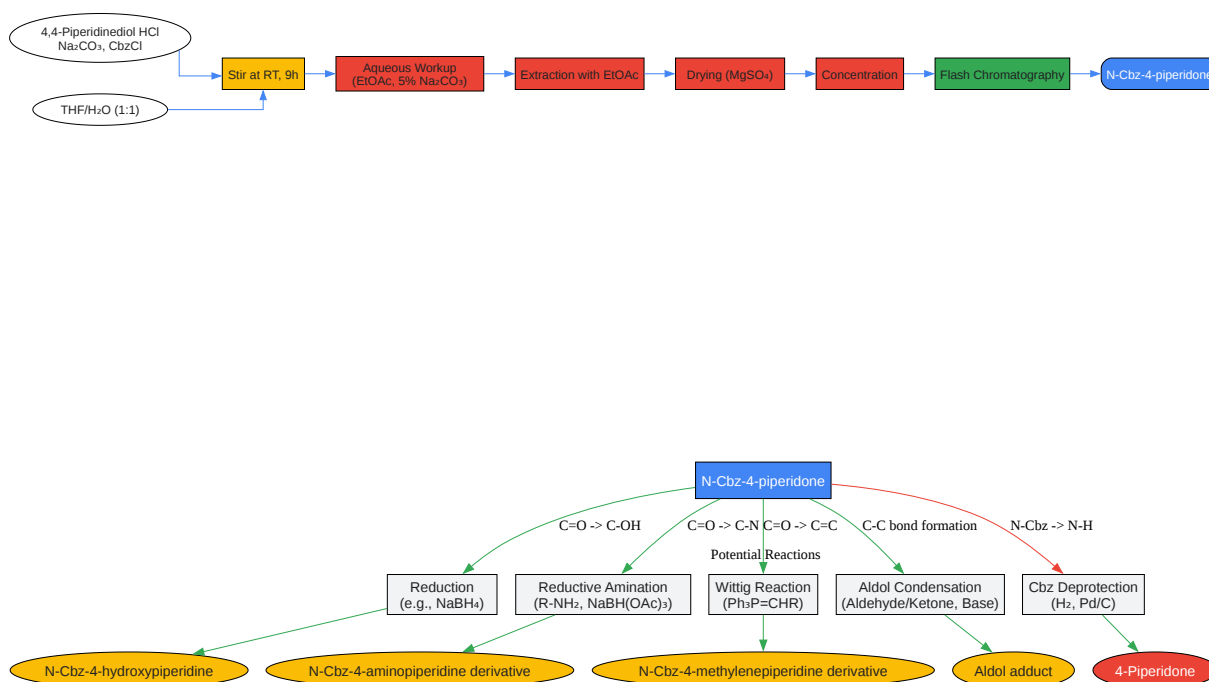 4,4-Piperidinediol HCl
Na₂CO₃, CbzCl
THF/H₂O (1:1)
Stir at RT, 9h
Aqueous Workup
(EtOAc, 5% Na₂CO₃)
Extraction with EtOAc
Drying (MgSO₄)
Concentration
Flash Chromatography
N-Cbz-4-piperidone
N-Cbz-4-piperidone
C=O -> C-OH
C=O -> C-N
C=O -> C=C
C-C bond formation
N-Cbz -> N-H
Potential Reactions
Reduction
(e.g., NaBH₄)
Reductive Amination
(R-NH₂, NaBH(OAc)₃)
Wittig Reaction
(Ph₃P=CHR)
Aldol Condensation
(Aldehyde/Ketone, Base)
Cbz Deprotection
(H₂, Pd/C)
N-Cbz-4-hydroxypiperidine
N-Cbz-4-aminopiperidine derivative
N-Cbz-4-methylenepiperidine derivative
Aldol adduct
4-Piperidone